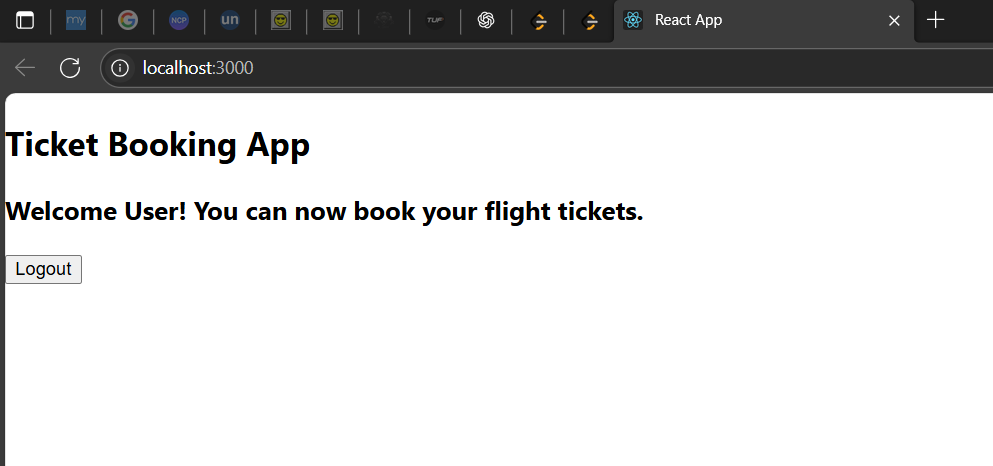 my
NCP
un
TUF
React App
localhost:3000
Ticket Booking App
Welcome User! You can now book your flight tickets.
Logout